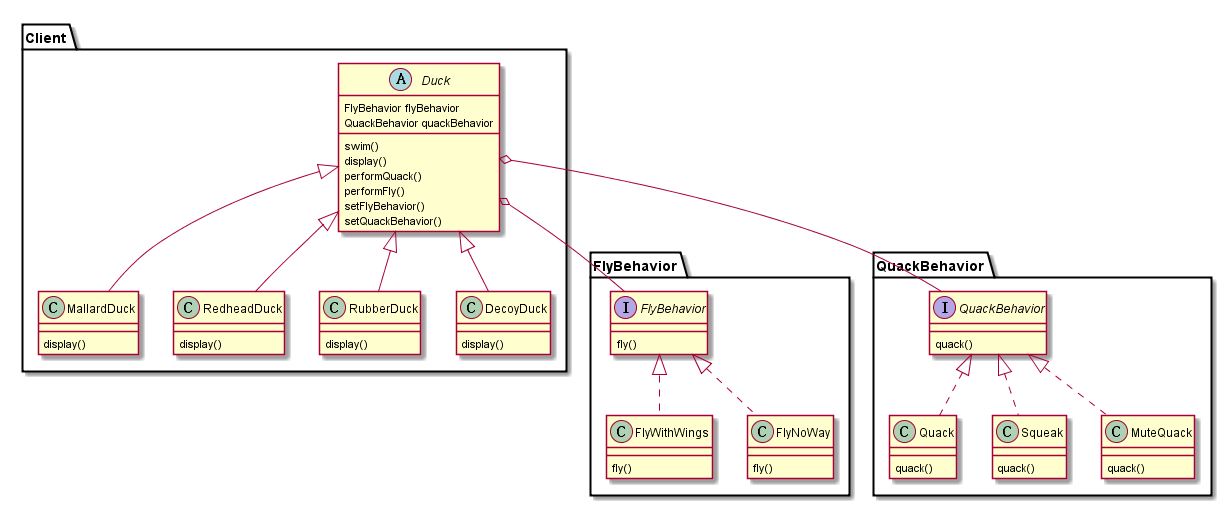 Client
A Duck
FlyBehavior flyBehavior
QuackBehavior quackBehavior
swim()
display()
performQuack()
performFly()
setFlyBehavior()
setQuackBehavior()
C MallardDuck
display()
C RedheadDuck
display()
C RubberDuck
display()
C DecoyDuck
display()
FlyBehavior
I FlyBehavior
fly()
C FlyWithWings
fly()
C FlyNoWay
fly()
QuackBehavior
I QuackBehavior
quack()
C Quack
quack()
C Squeak
quack()
C MuteQuack
quack()